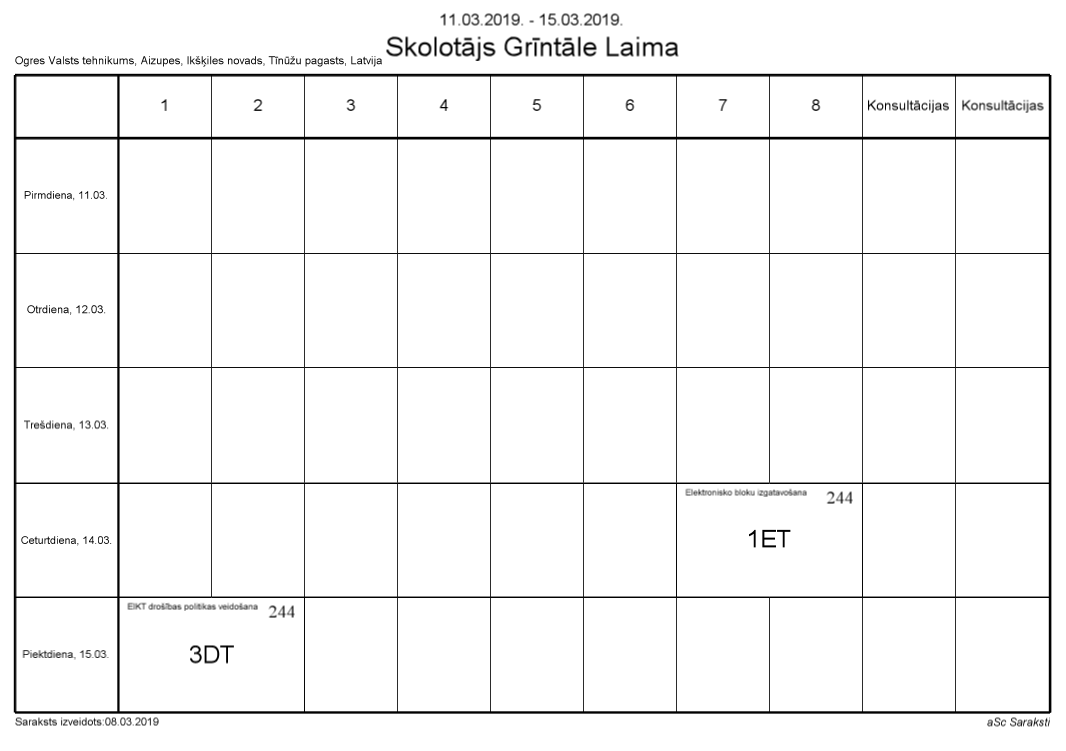 11.03.2019. - 15.03.2019.
Skolotājs Grīntāle Laima
Ogres Valsts tehnikums, Aizupes, Ikšķiles novads, Tīnūžu pagasts, Latvija
1 2 3 4 5 6 7 8 Konsultācijas Konsultācijas
Pirmdiena, 11.03.
Otrdiena, 12.03.
Trešdiena, 13.03.
Ceturtdiena, 14.03.
Elektronisko bloku izgatavošana 244
1ET
Piektdiena, 15.03.
EIKT drošības politikas veidošana 244
3DT
Saraksts izveidots:08.03.2019
aSc Saraksti